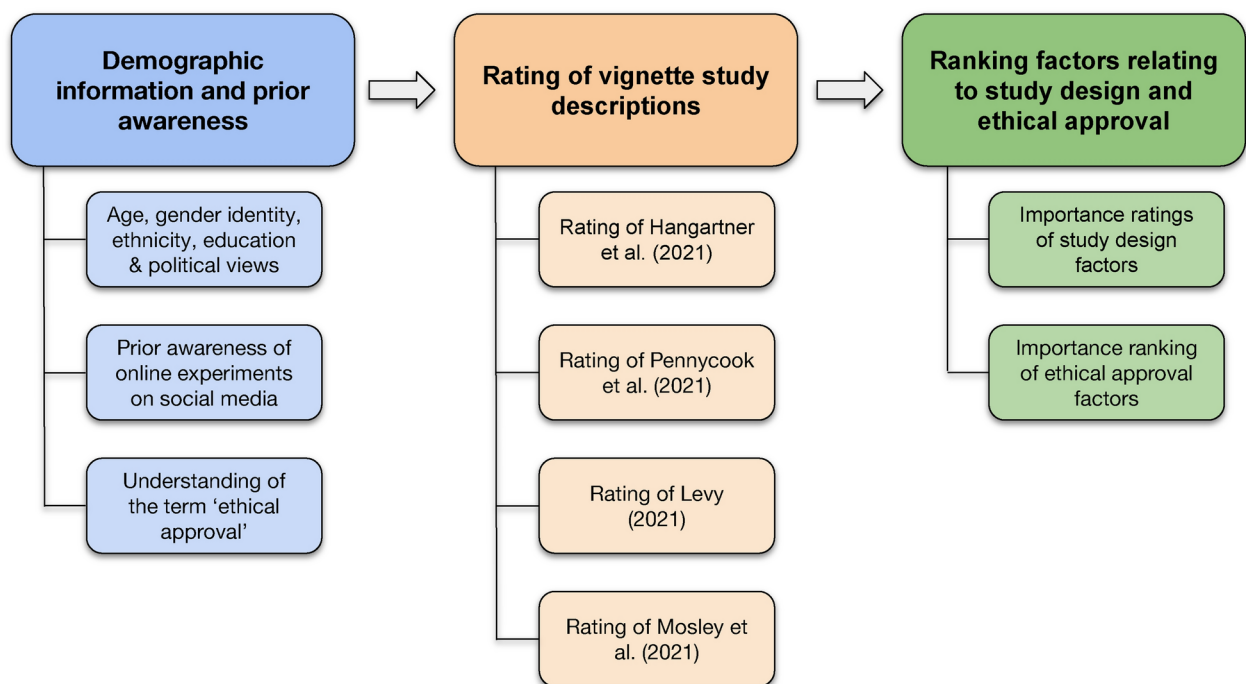 Demographic
information and prior
awareness
Age, gender identity,
ethnicity, education
& political views
Prior awareness of
online experiments
on social media
Understanding of
the term ‘ethical
approval’
Rating of vignette study
descriptions
Rating of Hangartner
et al. (2021)
Rating of Pennycook
et al. (2021)
Rating of Levy
(2021)
Rating of Mosley et
al. (2021)
Ranking factors relating
to study design and
ethical approval
Importance ratings
of study design
factors
Importance ranking
of ethical approval
factors